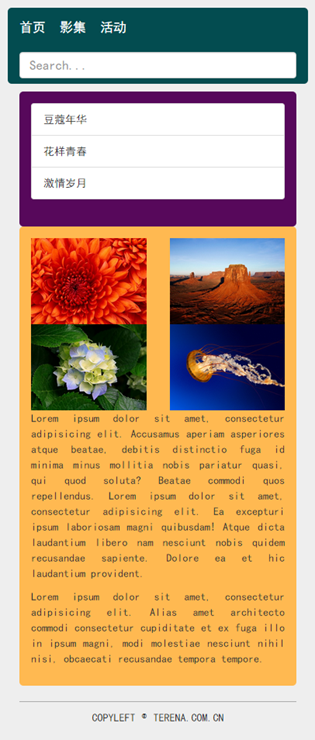 首页 影集 活动
Search...
豆蔻年华
花样青春
激情岁月
Lorem ipsum dolor sit amet, consectetur
adipisicing elit. Accusamus aperiam asperiores
atque beatae, debitis distinctio fuga id
minima minus mollitia nobis pariatur quasi,
qui quod soluta? Beatae commodi quos
repellendus. Lorem ipsum dolor sit amet,
consectetur adipisicing elit. Ea excepturi
ipsum laboriosam magni quibusdam! Atque dicta
laudantium libero nam nesciunt nobis quidem
recusandae sapiente. Dolore ea et hic
laudantium provident.
Lorem ipsum dolor sit amet, consectetur
adipisicing elit. Alias amet architecto
commodi consectetur cupiditate et ex fuga illo
in ipsum magni, modi molestiae nesciunt nihil
nisi, obcaecati recusandae tempora tempore.
COPYLEFT © TERENA.COM.CN